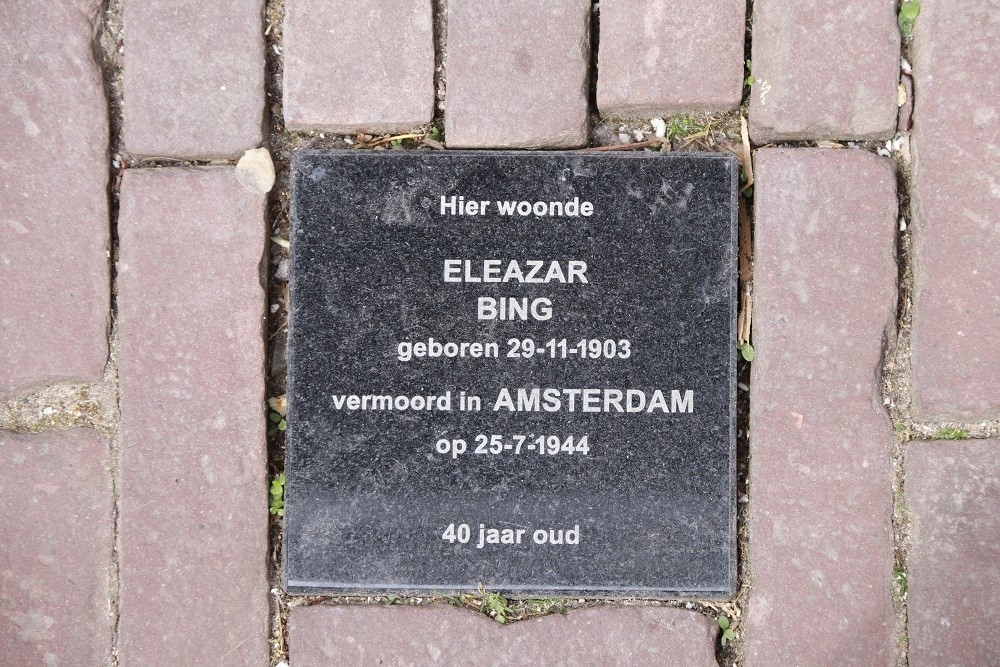 Hier woonde
ELEAZAR
BING
geboren 29-11-1903
vermoord in AMSTERDAM
op 25-7-1944
40 jaar oud